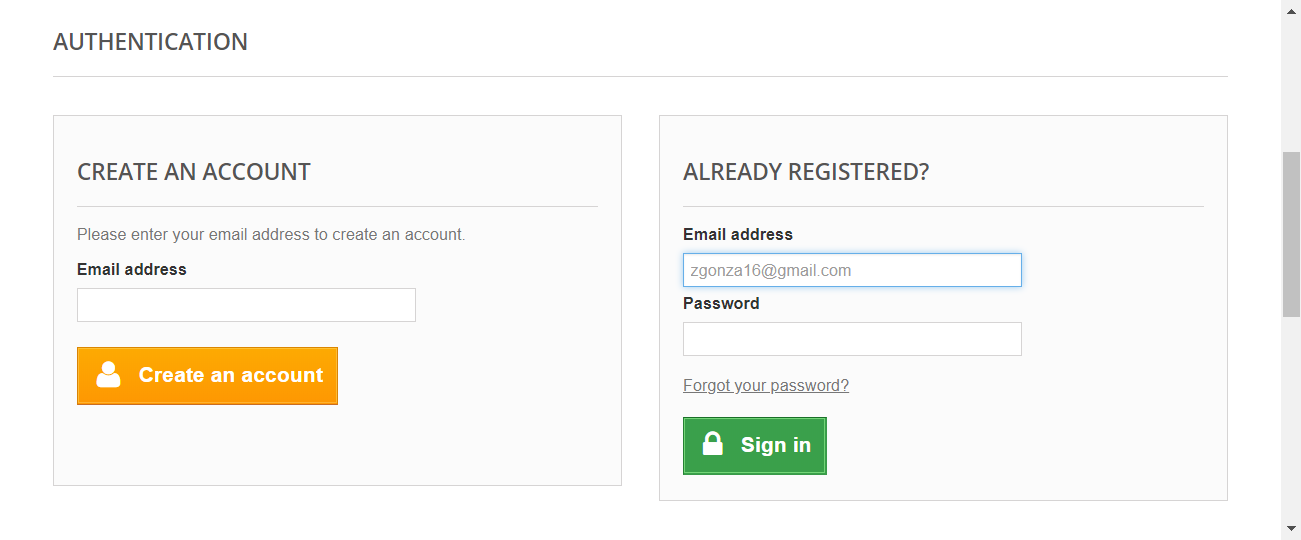 AUTHENTICATION
CREATE AN ACCOUNT
Please enter your email address to create an account.
Email address
Create an account
ALREADY REGISTERED?
Email address
zgonza16@gmail.com
Password
Forgot your password?
Sign in